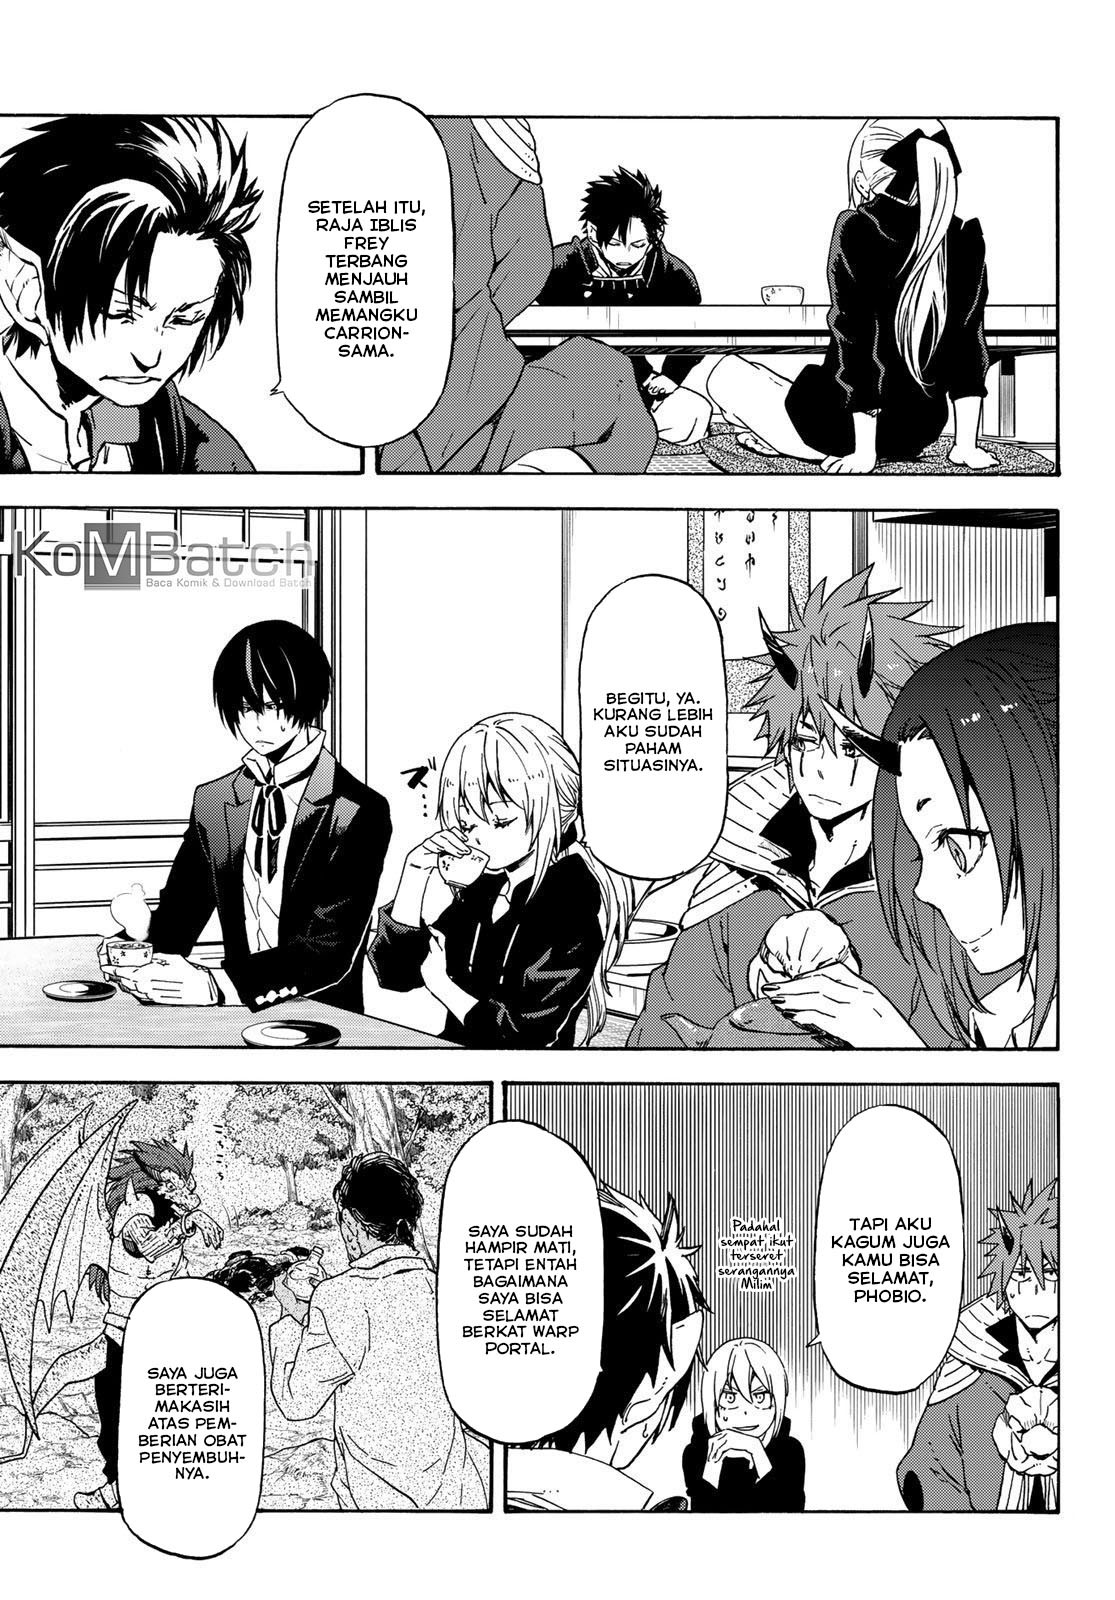 SETELAH ITU,
RAJA IBLIS
FREY
TERBANG
MENJAUH
SAMBIL
MEMANGKU
CARRION-
SAMA.
KoMBatch
Baca Komik & Download Batch
BEGITU, YA.
KURANG LEBIH
AKU SUDAH
PAHAM
SITUASINYA.
ズ
TAPI AKU
KAGUM JUGA
KAMU BISA
SELAMAT,
PHOBIO.
Padahal
sempat ikut
terseret
serangannya
Milim
SAYA SUDAH
HAMPIR MATI,
TETAPI ENTAH
BAGAIMANA
SAYA BISA
SELAMAT
BERKAT WARP
PORTAL.
SAYA JUGA
BERTERI-
MAKASIH
ATAS PEM-
BERIAN OBAT
PENYEMBUH-
NYA.